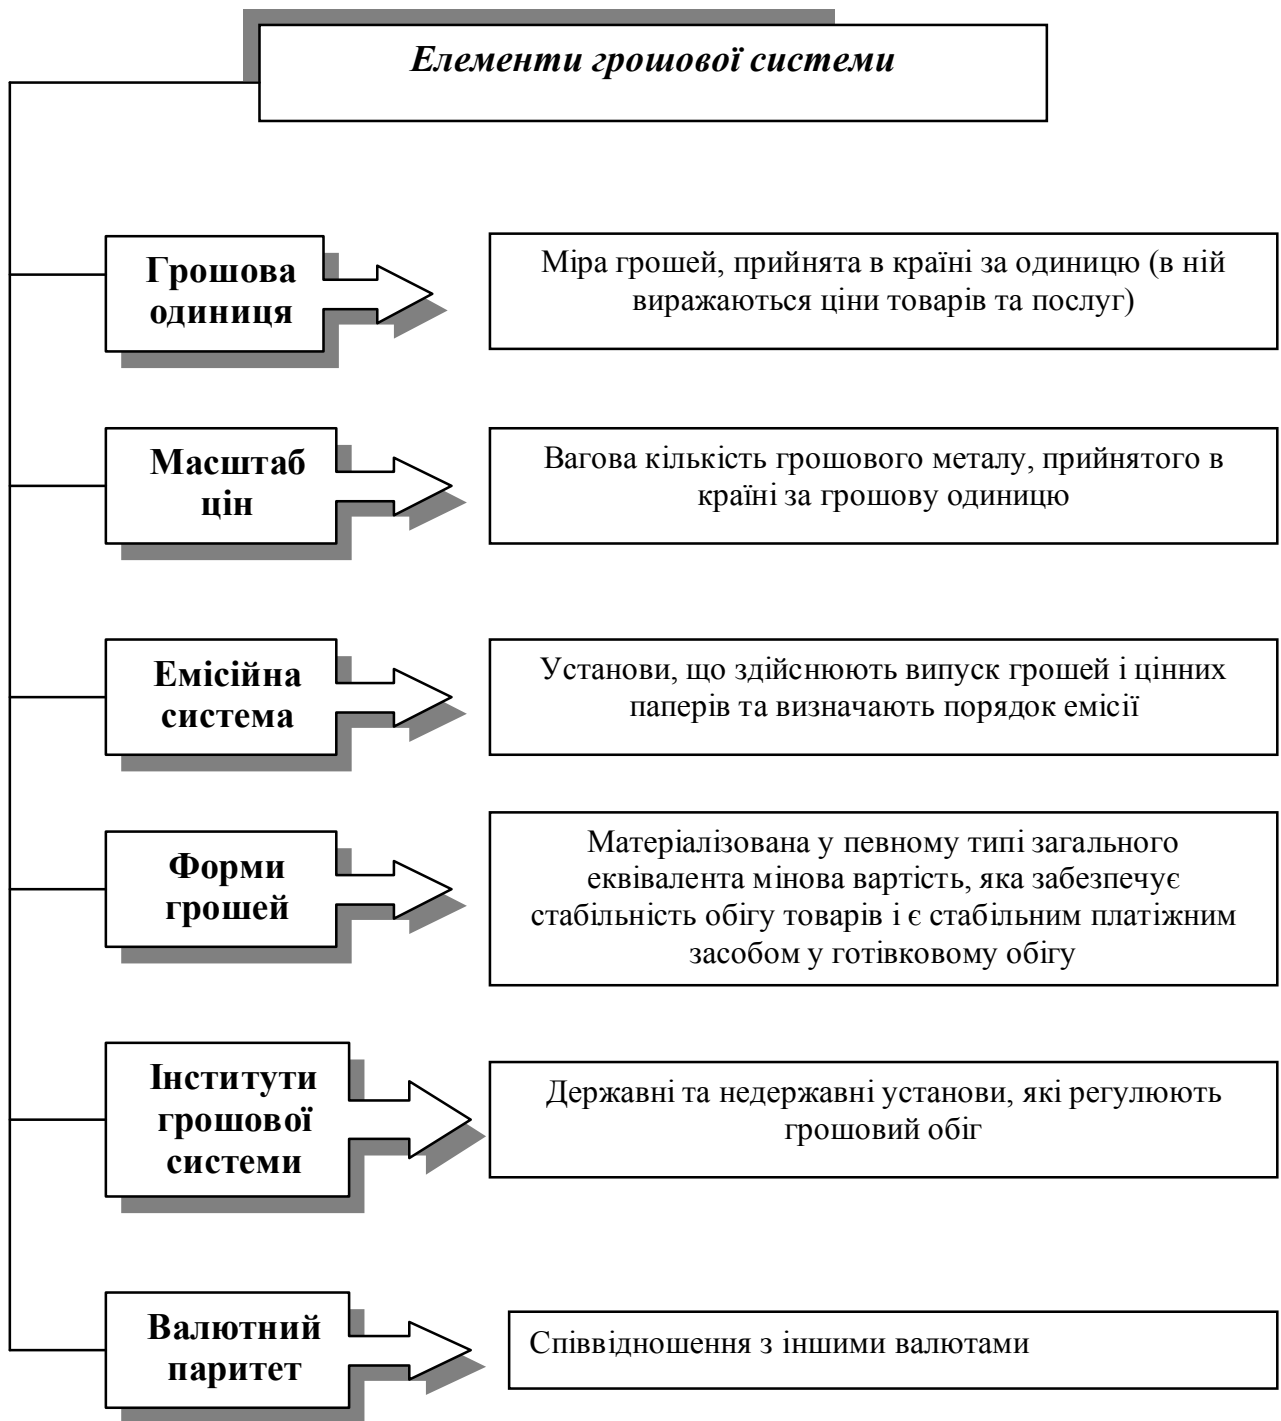 Елементи грошової системи
Грошова
одиниця
Міра грошей, прийнята в країні за одиницю (в ній
виражаються ціни товарів та послуг)
Масштаб
цін
Вагова кількість грошового металу, прийнятого в
країні за грошову одиницю
Емісійна
система
Установи, що здійснюють випуск грошей і цінних
паперів та визначають порядок емісії
Форми
грошей
Матеріалізована у певному типі загального
еквівалента мінова вартість, яка забезпечує
стабільність обігу товарів і є стабільним платіжним
засобом у готівковому обігу
Інститути
грошової
системи
Державні та недержавні установи, які регулюють
грошовий обіг
Валютний
паритет
Співвідношення з іншими валютами